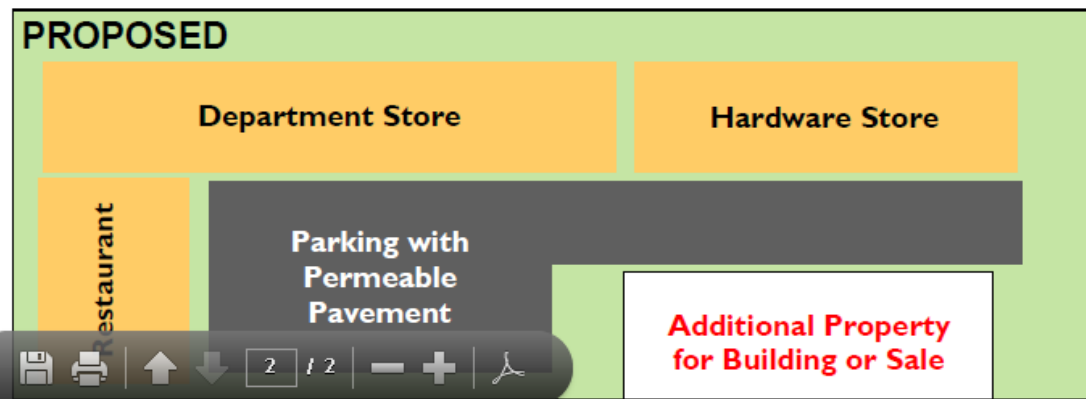 PROPOSED
Department Store
Hardware Store
Restaurant
Parking with
Permeable
Pavement
Additional Property
for Building or Sale
2 / 2